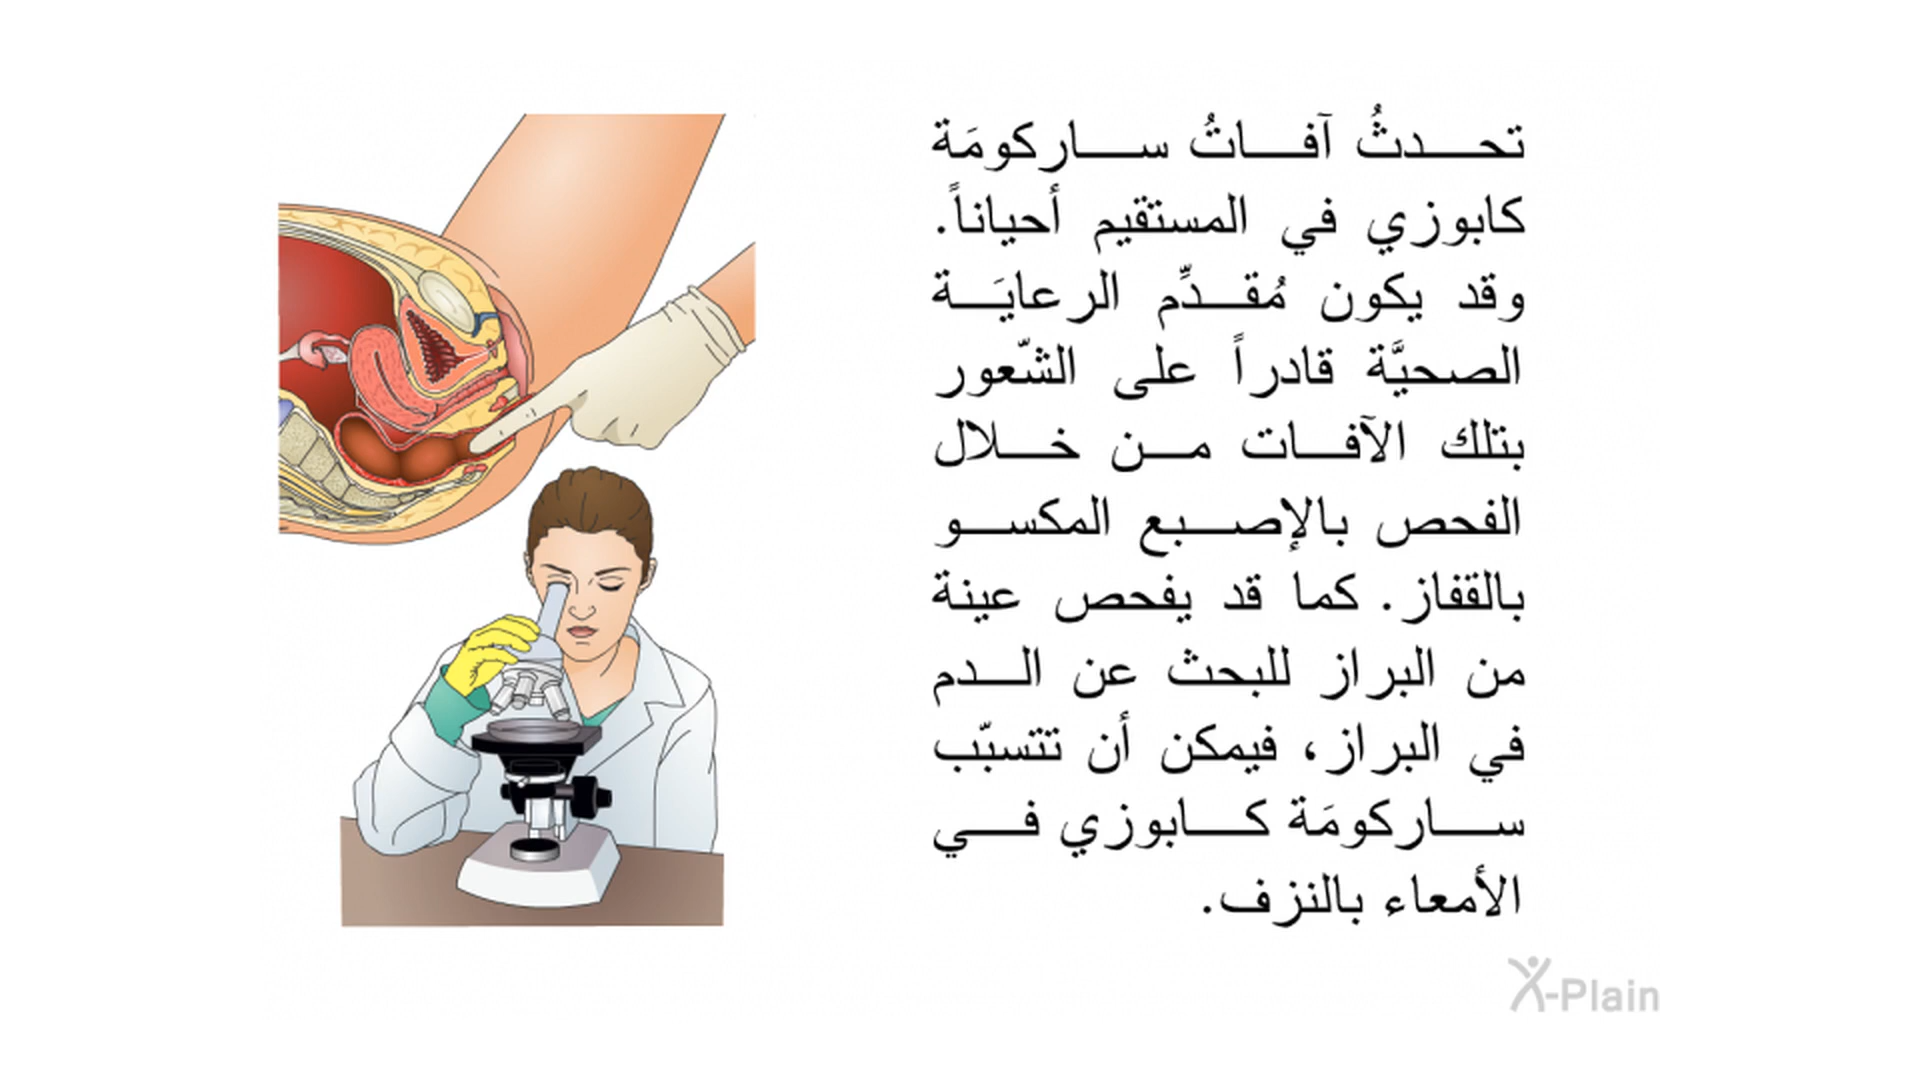 تحدثُ آفاتُ ساركومَة
كابوزي في المستقيم أحياناً.
وقد يكون مُقدِّم الرعايَة
الصحيَّة قادراً على الشّعور
بتلك الآفات من خلال
الفحص بالإصبع المكسو
بالقفاز. كما قد يفحص عينة
من البراز للبحث عن الدم
في البراز، فيمكن أن تتسبّب
ساركومَة كابوزي في
الأمعاء بالنزف.
X-Plain